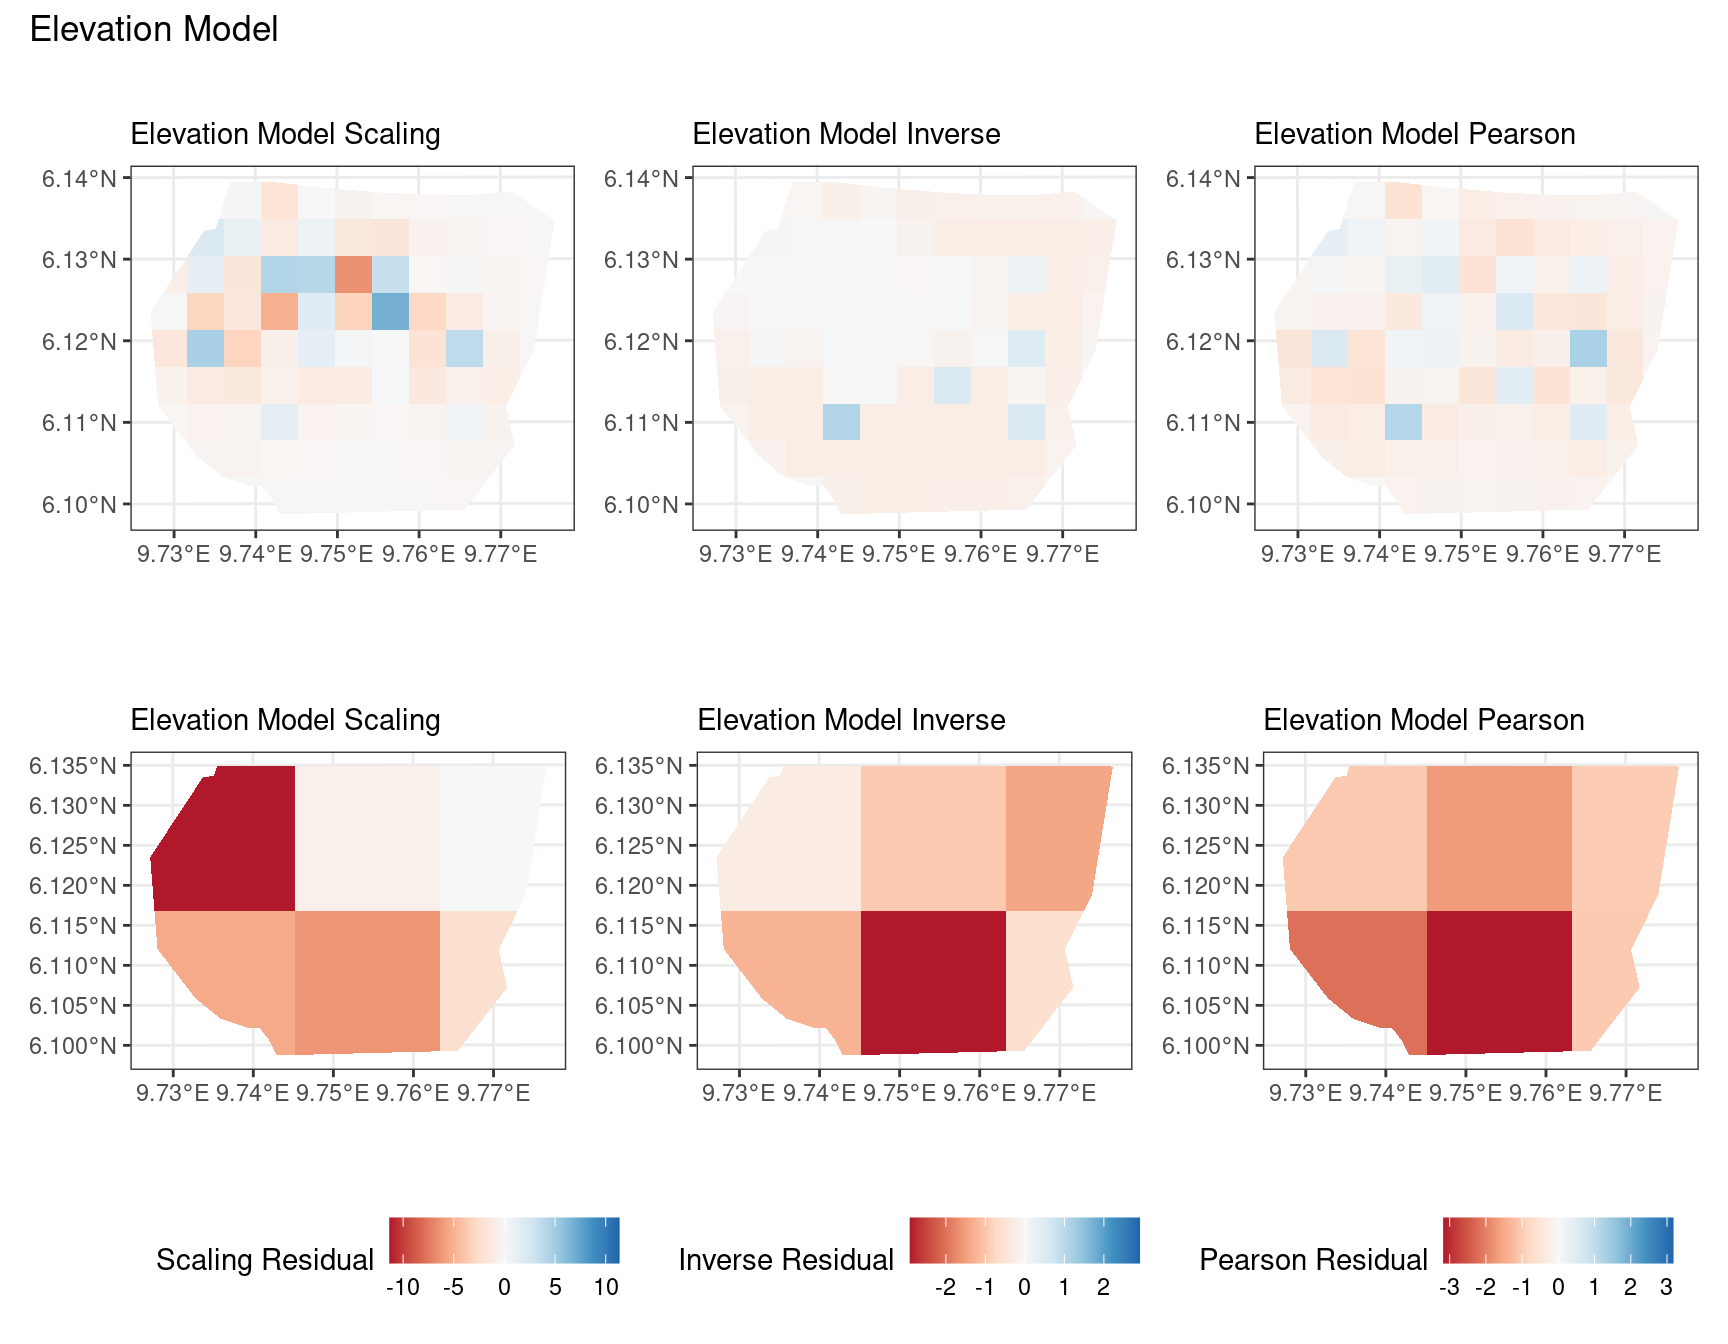 Elevation Model
Elevation Model Scaling
Elevation Model Inverse
Elevation Model Pearson
6.14°N
6.13°N
6.12°N
6.11°N
6.10°N
9.73°E 9.74°E 9.75°E 9.76°E 9.77°E
6.14°N
6.13°N
6.12°N
6.11°N
6.10°N
9.73°E 9.74°E 9.75°E 9.76°E 9.77°E
6.14°N
6.13°N
6.12°N
6.11°N
6.10°N
9.73°E 9.74°E 9.75°E 9.76°E 9.77°E
Elevation Model Scaling
Elevation Model Inverse
Elevation Model Pearson
6.135°N
6.130°N
6.125°N
6.120°N
6.115°N
6.110°N
6.105°N
6.100°N
9.73°E 9.74°E 9.75°E 9.76°E 9.77°E
6.135°N
6.130°N
6.125°N
6.120°N
6.115°N
6.110°N
6.105°N
6.100°N
9.73°E 9.74°E 9.75°E 9.76°E 9.77°E
6.135°N
6.130°N
6.125°N
6.120°N
6.115°N
6.110°N
6.105°N
6.100°N
9.73°E 9.74°E 9.75°E 9.76°E 9.77°E
Scaling Residual
-10 -5 0 5 10
Inverse Residual
-2 -1 0 1 2
Pearson Residual
-3 -2 -1 0 1 2 3